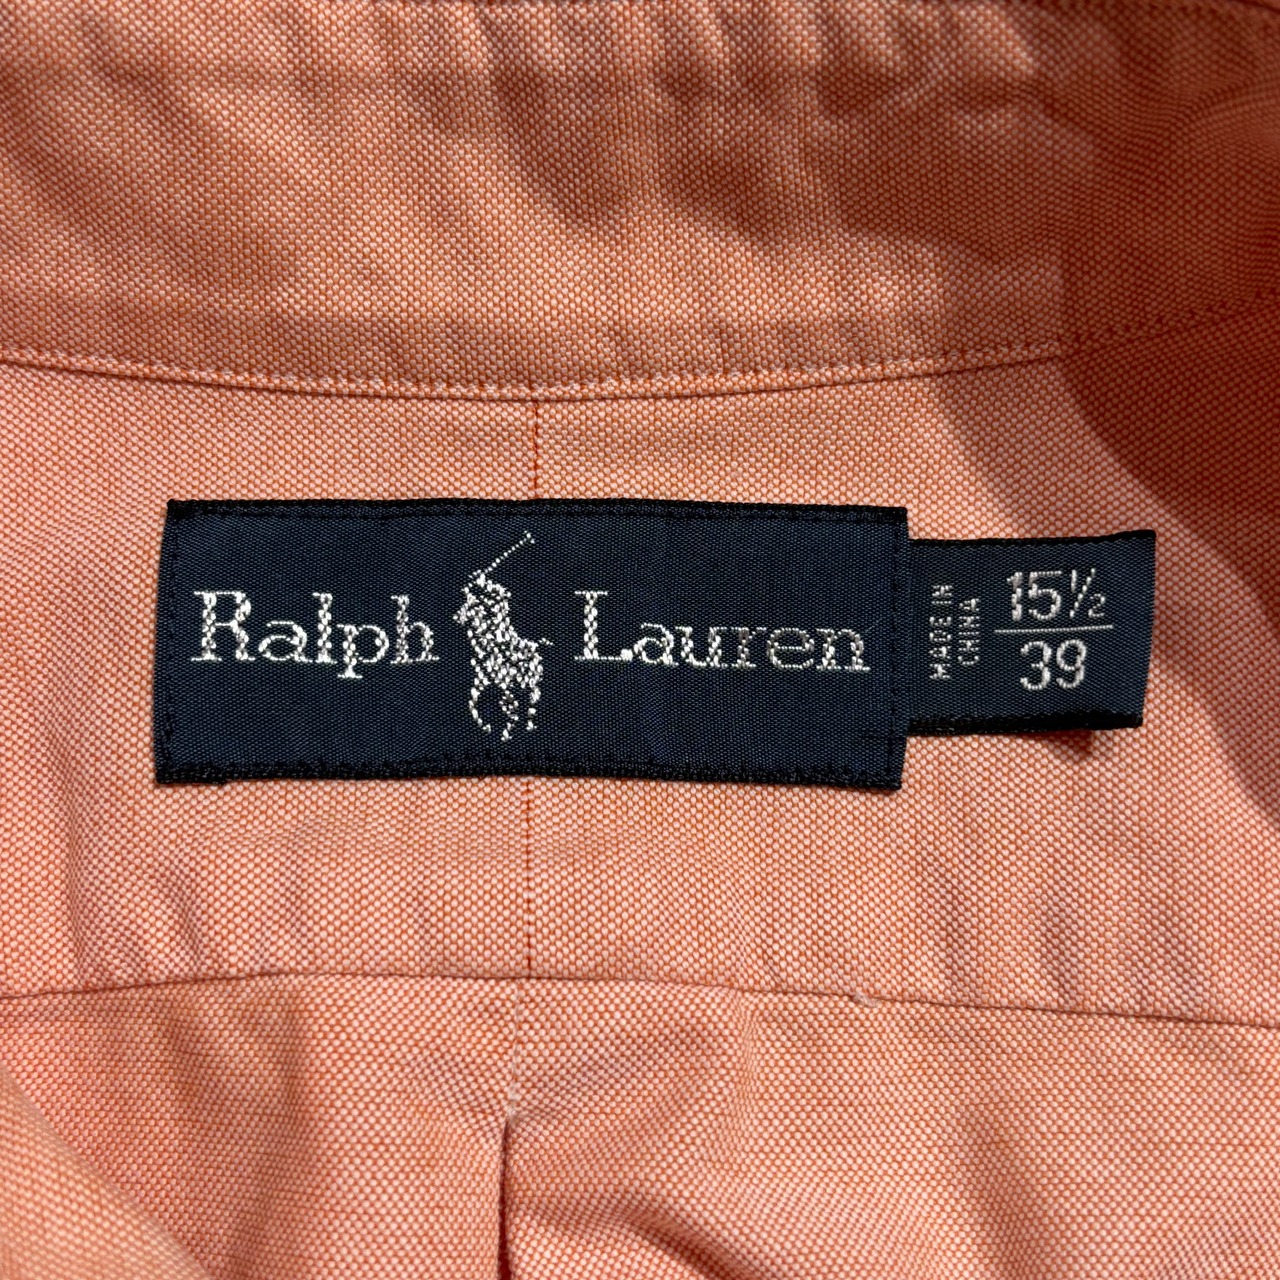 Ralph Lauren
MADE IN
CHINA
15½
39